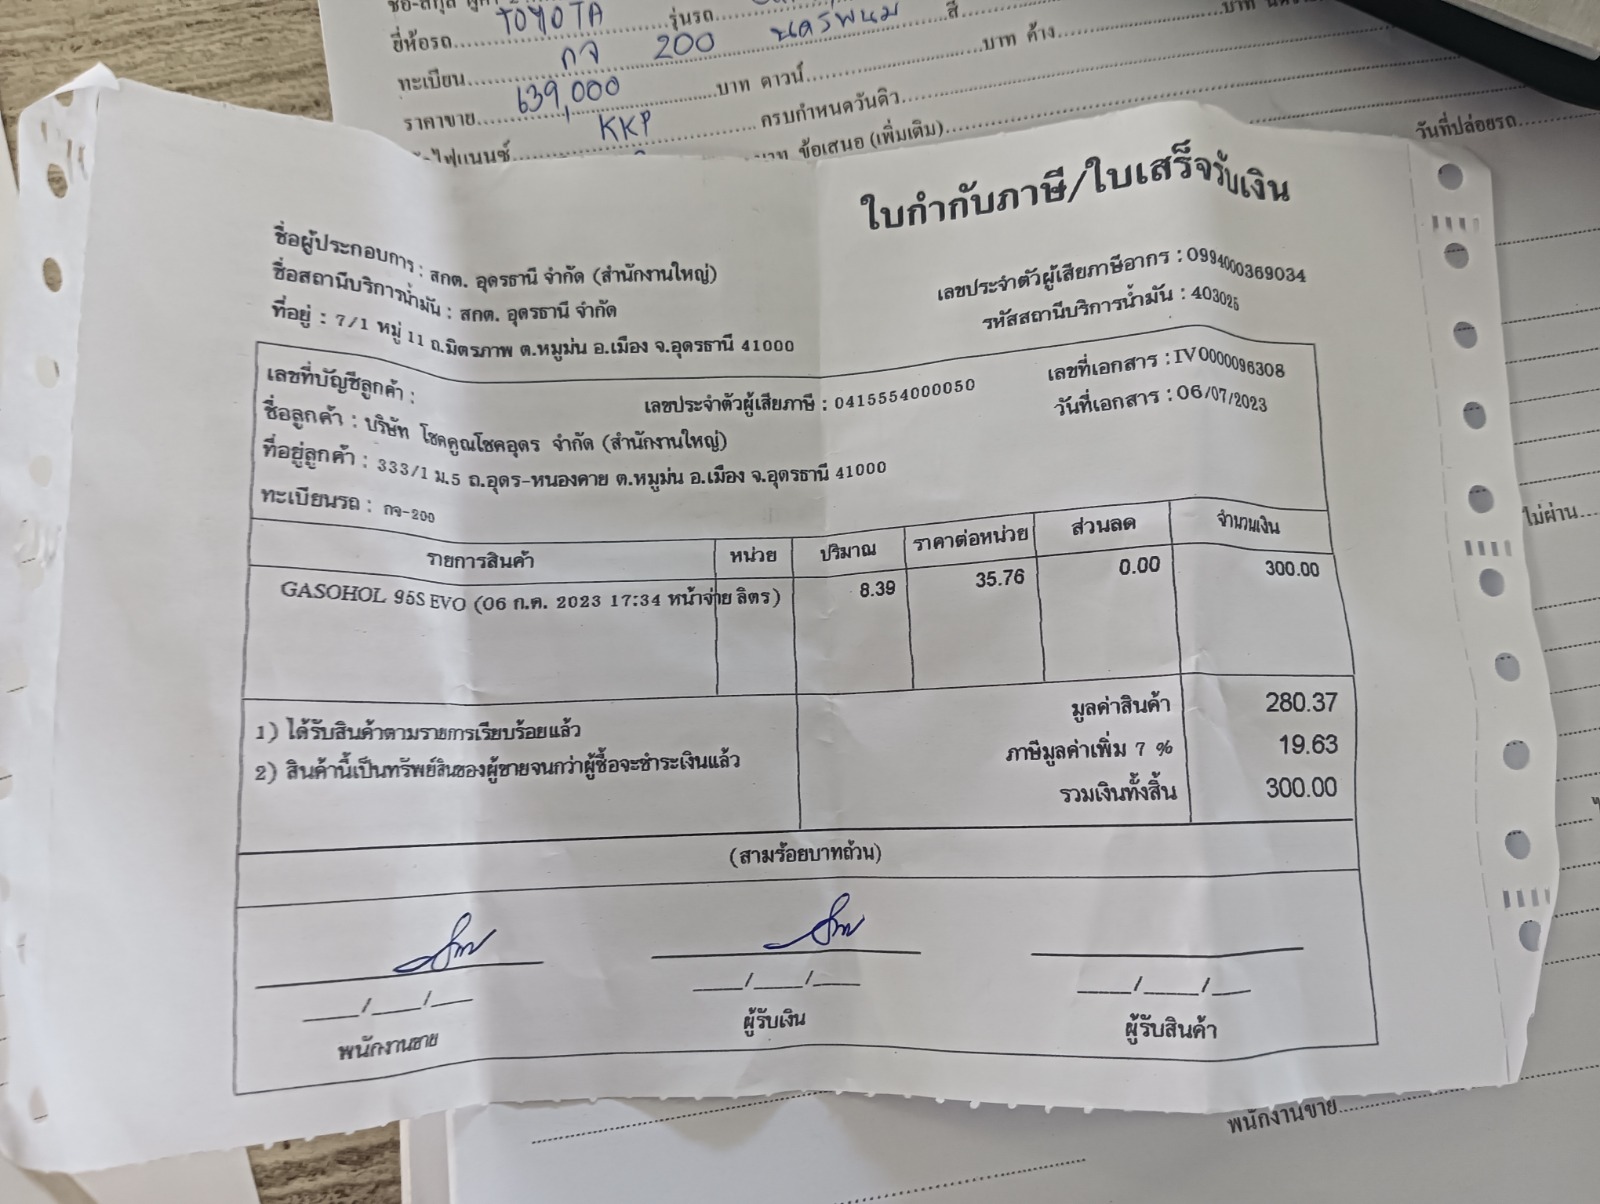 ยี่ห้อรถ TOYOTA รุ่นรถ
ทะเบียน กจ 200 นครพนม สี
ราคาขาย 639,000 บาท ดาวน์ บาท ค้าง
ไฟแนนซ์ KKP ครบกำหนดวันคิว
ข้อเสนอ (เพิ่มเติม)
วันที่ปล่อยรถ
ใบกำกับภาษี/ใบเสร็จรับเงิน
ชื่อผู้ประกอบการ : สกต. อุดรธานี จำกัด (สำนักงานใหญ่)
เลขประจำตัวผู้เสียภาษีอากร : 0994000369034
ชื่อสถานีบริการน้ำมัน : สกต. อุดรธานี จำกัด
รหัสสถานีบริการน้ำมัน : 403025
ที่อยู่ : 7/1 หมู่ 11 ถ.มิตรภาพ ต.หมูม่น อ.เมือง จ.อุดรธานี 41000
เลขที่บัญชีลูกค้า :
เลขประจำตัวผู้เสียภาษี : 0415554000050
เลขที่เอกสาร : IV0000096308
ชื่อลูกค้า : บริษัท โชคคูณโชคอุดร จำกัด (สำนักงานใหญ่)
วันที่เอกสาร : 06/07/2023
ที่อยู่ลูกค้า : 333/1 ม.5 ถ.อุดร-หนองคาย ต.หมูม่น อ.เมือง จ.อุดรธานี 41000
ทะเบียนรถ : กจ-200
ไม่ผ่าน
รายการสินค้า หน่วย ปริมาณ ราคาต่อหน่วย ส่วนลด จำนวนเงิน
GASOHOL 95S EVO (06 ก.ค. 2023 17:34 หน้าจ่าย ลิตร) 8.39 35.76 0.00 300.00
1) ได้รับสินค้าตามรายการเรียบร้อยแล้ว
2) สินค้านี้เป็นทรัพย์สินของผู้ขายจนกว่าผู้ซื้อจะชำระเงินแล้ว
มูลค่าสินค้า 280.37
ภาษีมูลค่าเพิ่ม 7 % 19.63
รวมเงินทั้งสิ้น 300.00
(สามร้อยบาทถ้วน)
____/____/____ ____/____/____ ____/____/____
พนักงานขาย ผู้รับเงิน ผู้รับสินค้า
พนักงานขาย